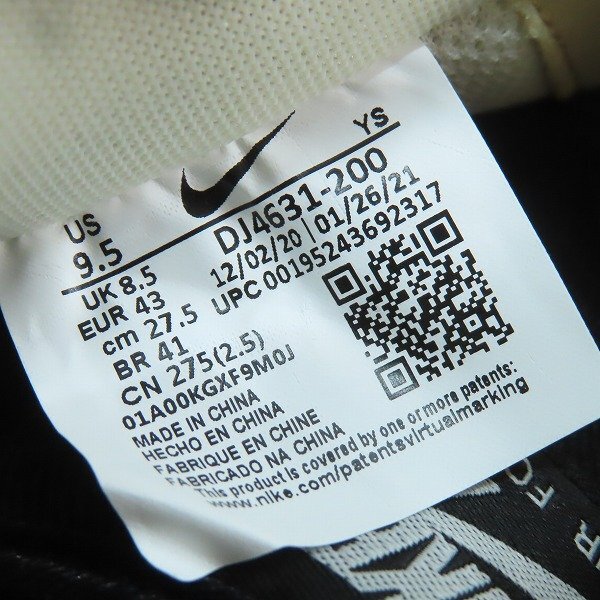 YS
US
9.5
DJ4631-200
UK 8.5
12/02/20 | 01/26/21
EUR 43
UPC 00195243692317
cm 27.5
BR 41
CN 275(2.5)
01A00KGXF9M0J
MADE IN CHINA
HECHO EN CHINA
FABRIQUE EN CHINE
FABRICADO NA CHINA
This product is covered by one or more patents:
www.nike.com/patentsvirtualmarking